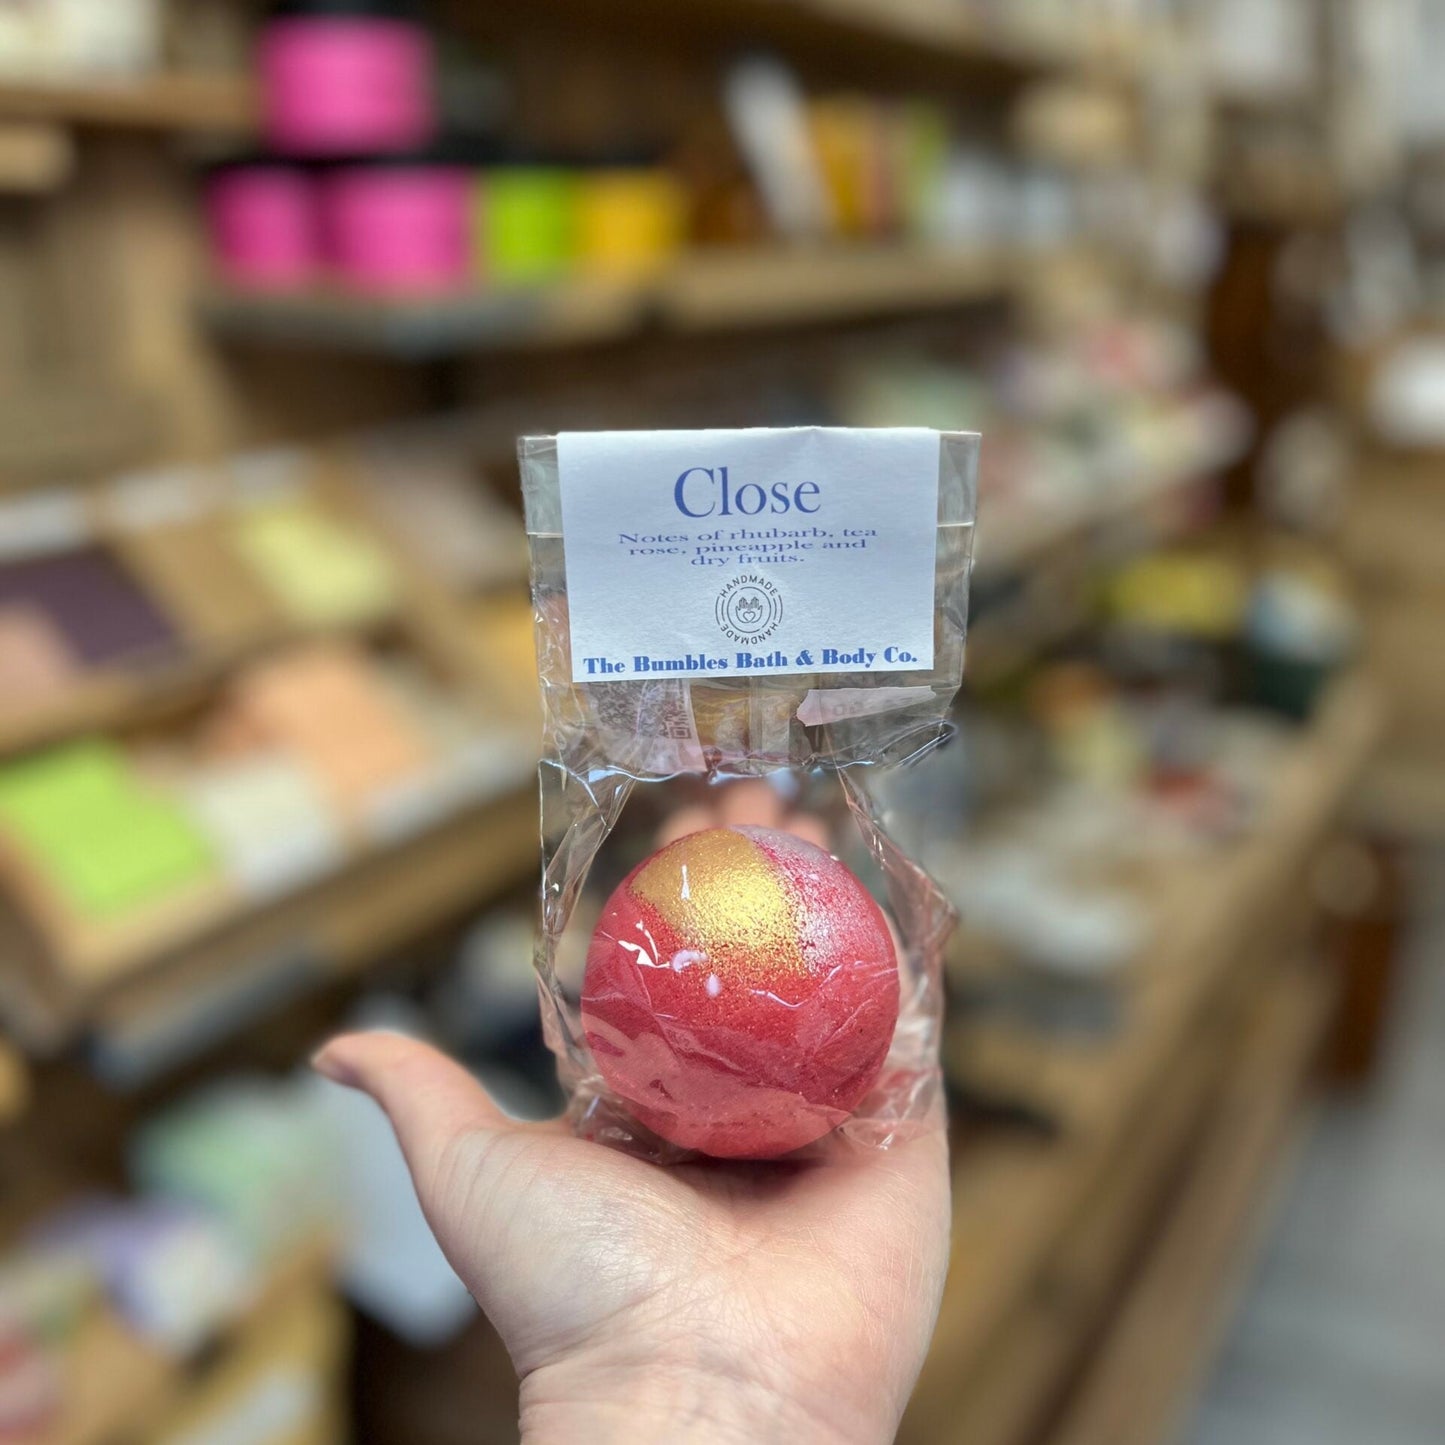 Close
Notes of rhubarb, tea
rose, pineapple and
dry fruits.
HANDMADE
HANDMADE
The Bumbles Bath & Body Co.